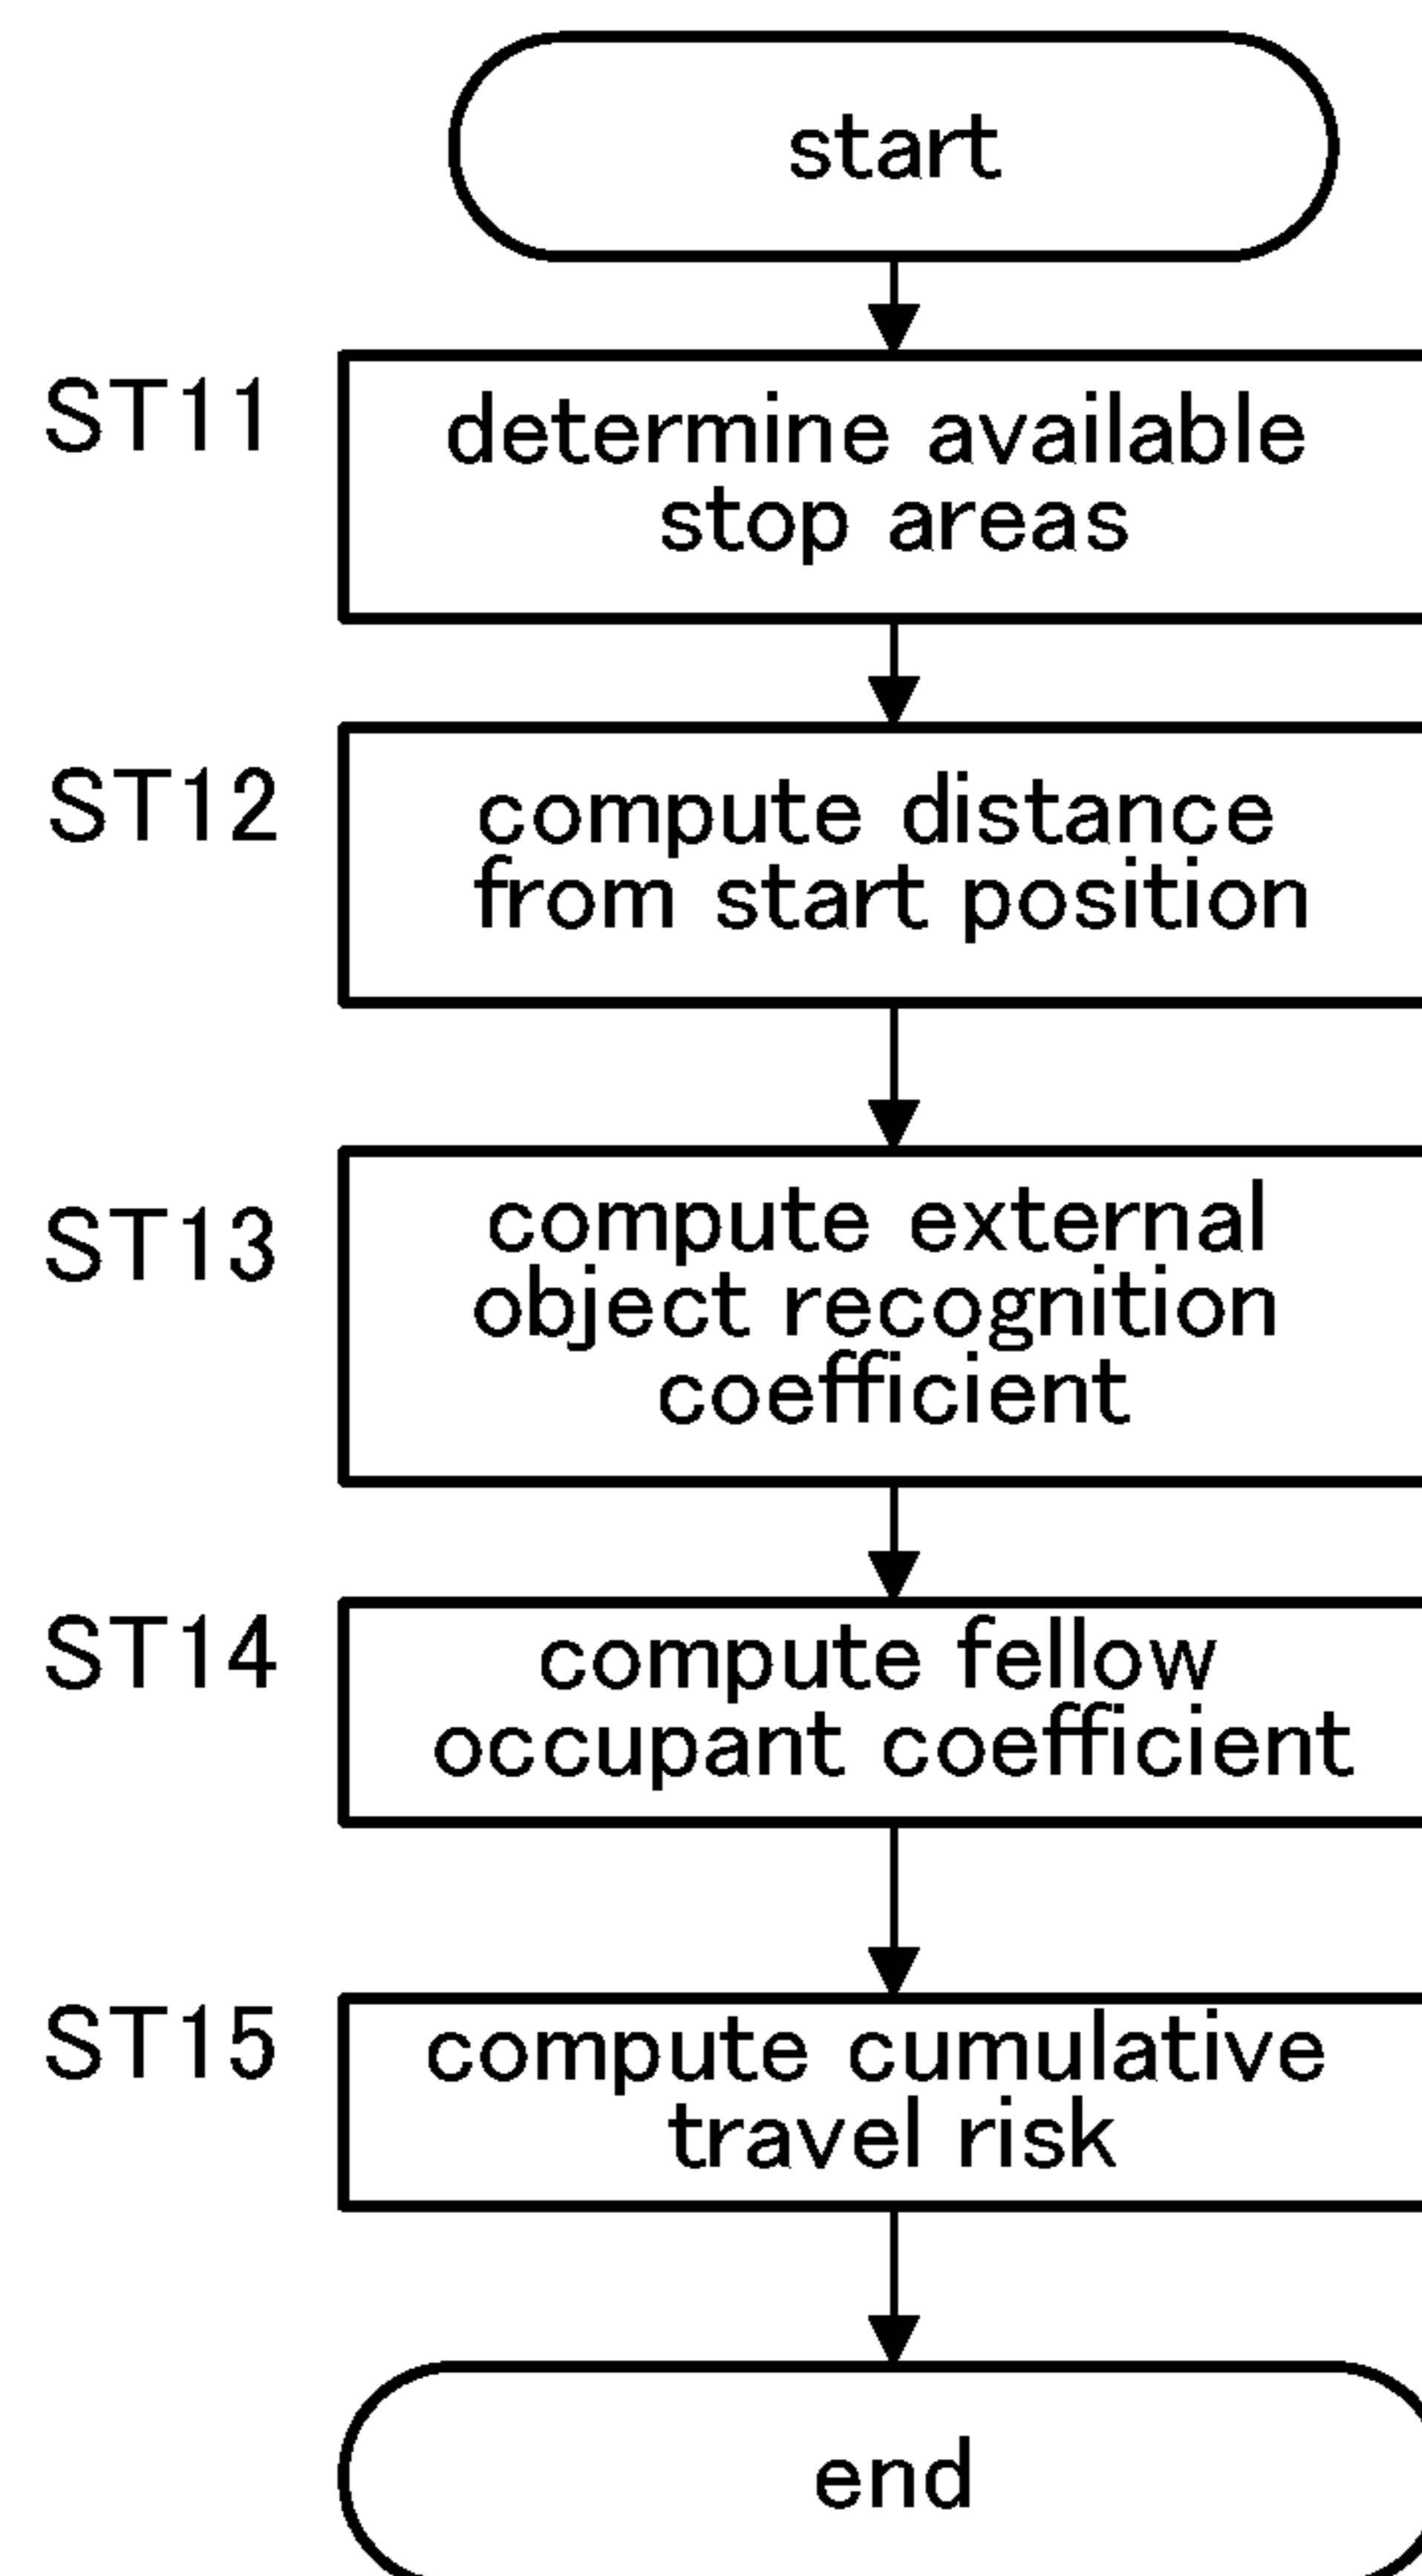 start
ST11
determine available
stop areas
ST12
compute distance
from start position
ST13
compute external
object recognition
coefficient
ST14
compute fellow
occupant coefficient
ST15
compute cumulative
travel risk
end